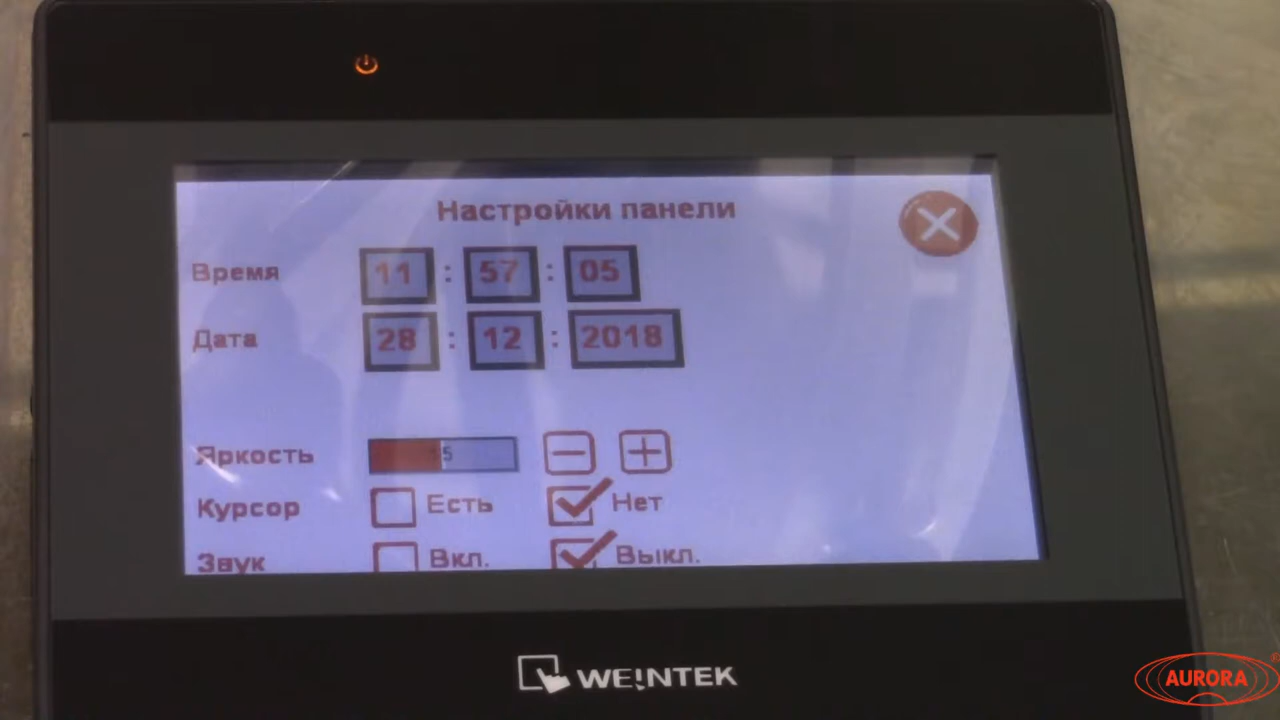 Настройки панели
Время 11 : 57 : 05
Дата 28 : 12 : 2018
Яркость
Курсор Есть Нет
Звук Вкл. Выкл.
WEINTEK
AURORA